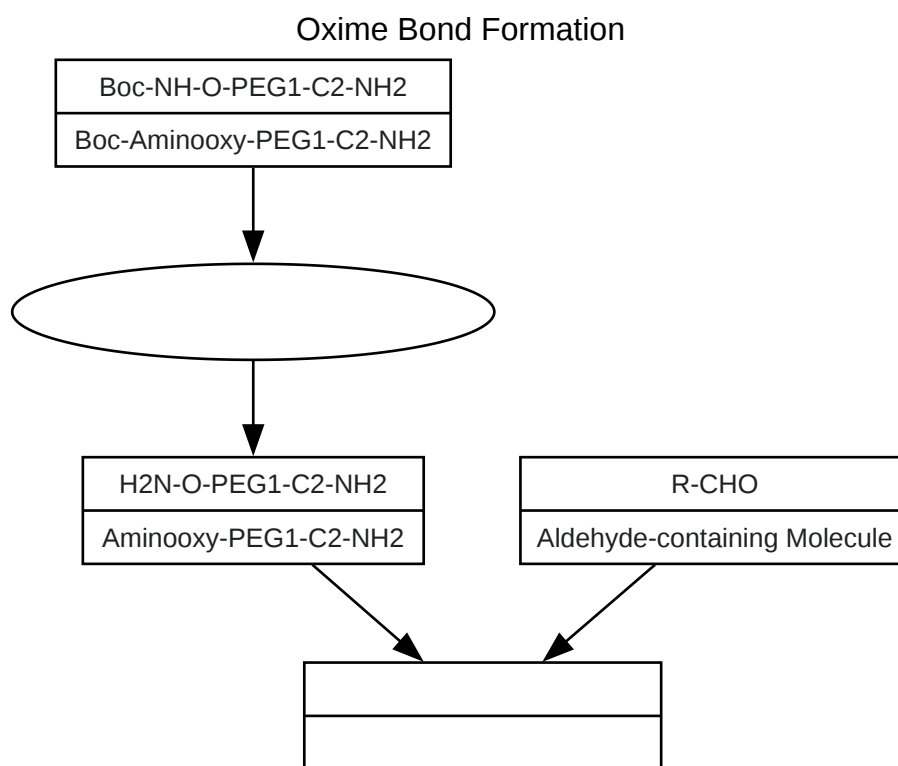 Oxime Bond Formation
Boc-NH-O-PEG1-C2-NH2
Boc-Aminooxy-PEG1-C2-NH2
H2N-O-PEG1-C2-NH2
Aminooxy-PEG1-C2-NH2
R-CHO
Aldehyde-containing Molecule